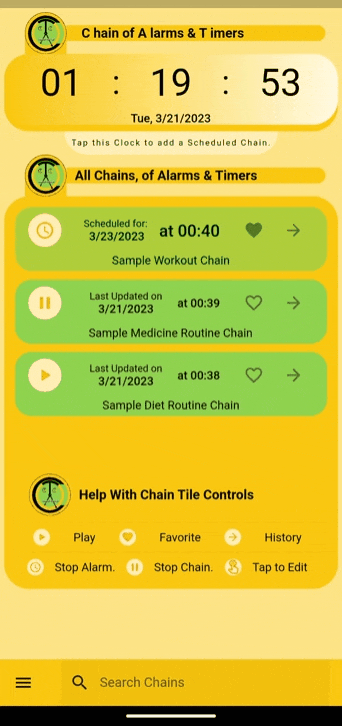 C hain of A larms & T imers
01 : 19 : 53
Tue, 3/21/2023
Tap this Clock to add a Scheduled Chain.
All Chains, of Alarms & Timers
Scheduled for:
3/23/2023 at 00:40
Sample Workout Chain
Last Updated on
3/21/2023 at 00:39
Sample Medicine Routine Chain
Last Updated on
3/21/2023 at 00:38
Sample Diet Routine Chain
Help With Chain Tile Controls
Play Favorite History
Stop Alarm. Stop Chain. Tap to Edit
Search Chains